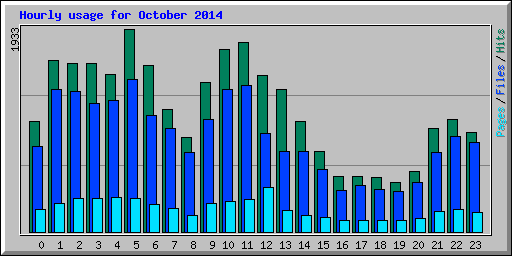 Hourly usage for October 2014
1933
Pages/Files/Hits
0 1 2 3 4 5 6 7 8 9 10 11 12 13 14 15 16 17 18 19 20 21 22 23